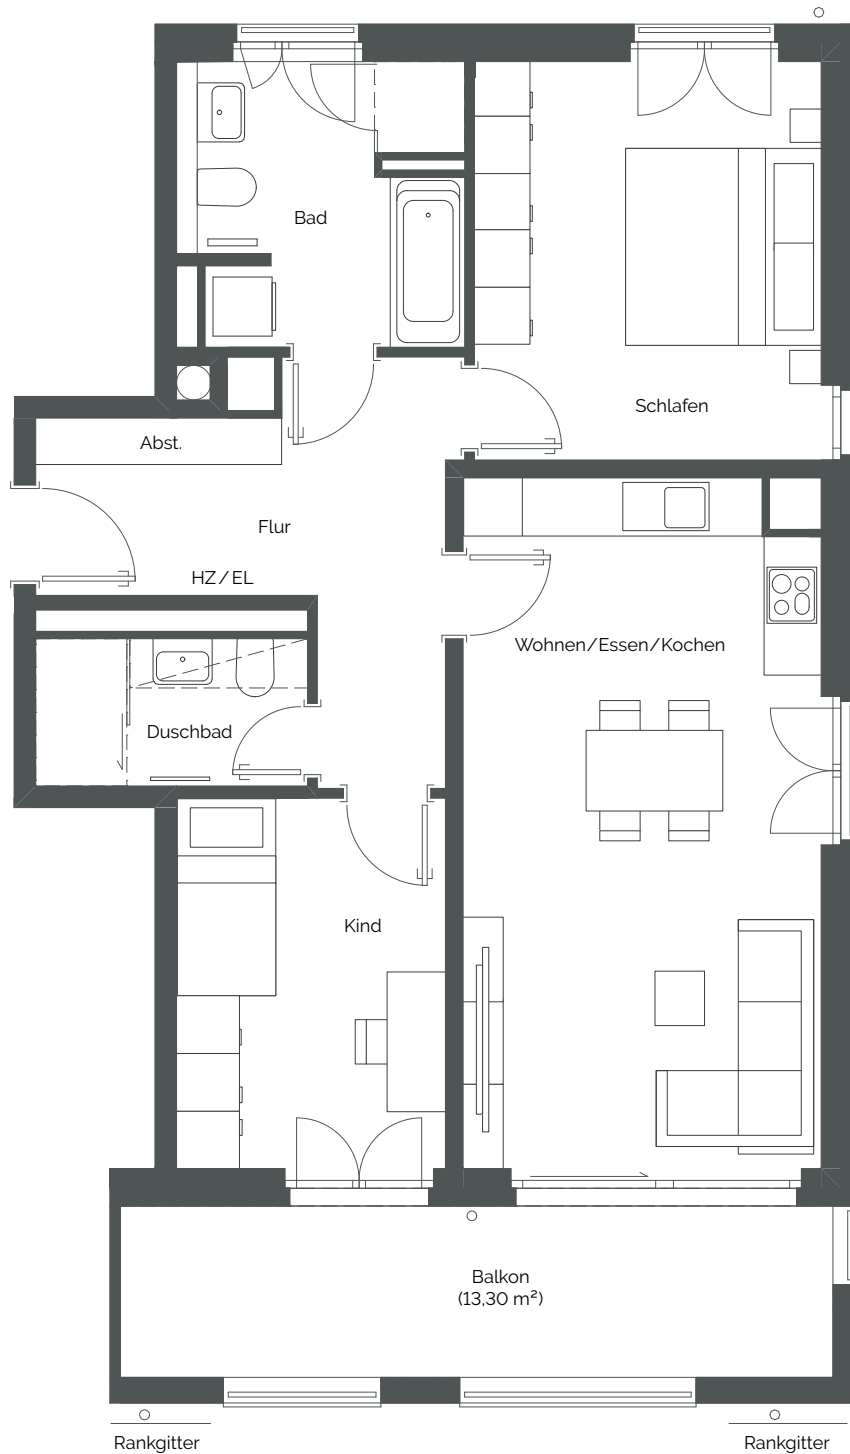 Bad
Schlafen
Abst.
Flur
HZ / EL
Wohnen/Essen/Kochen
Duschbad
Kind
Balkon
(13,30 m²)
Rankgitter
Rankgitter